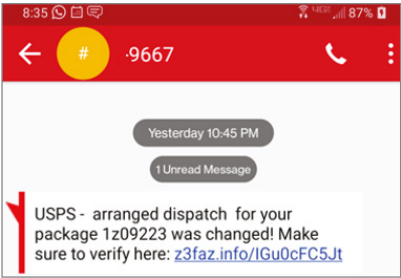 8:35 87%
# -9667
Yesterday 10:45 PM
1 Unread Message
USPS - arranged dispatch for your
package 1z09223 was changed! Make
sure to verify here: z3faz.info/IGu0cFC5Jt